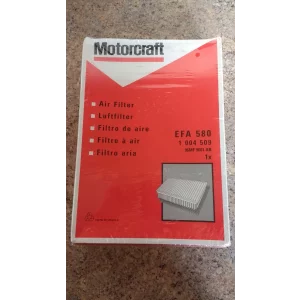 Motorcraft
Air Filter
Luftfilter
Filtro de aire
Filtre à air
Filtro aria
EFA 580
1 004 509
1x